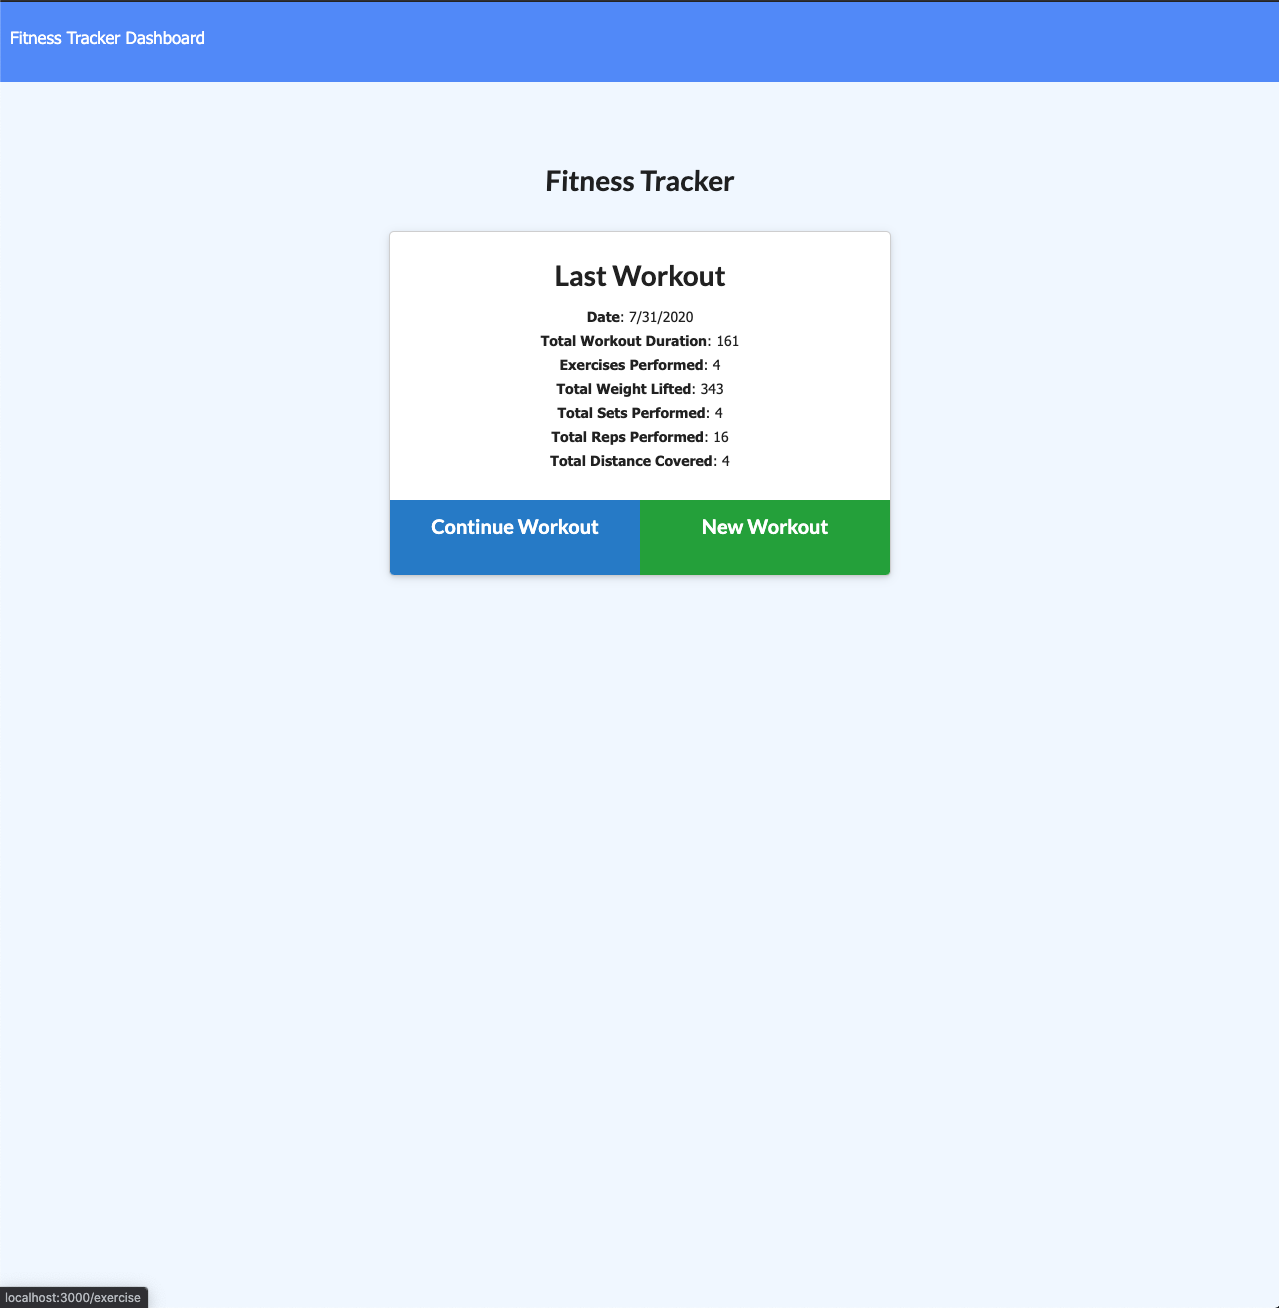 Fitness Tracker Dashboard
Fitness Tracker
Last Workout
Date: 7/31/2020
Total Workout Duration: 161
Exercises Performed: 4
Total Weight Lifted: 343
Total Sets Performed: 4
Total Reps Performed: 16
Total Distance Covered: 4
Continue Workout New Workout
localhost:3000/exercise